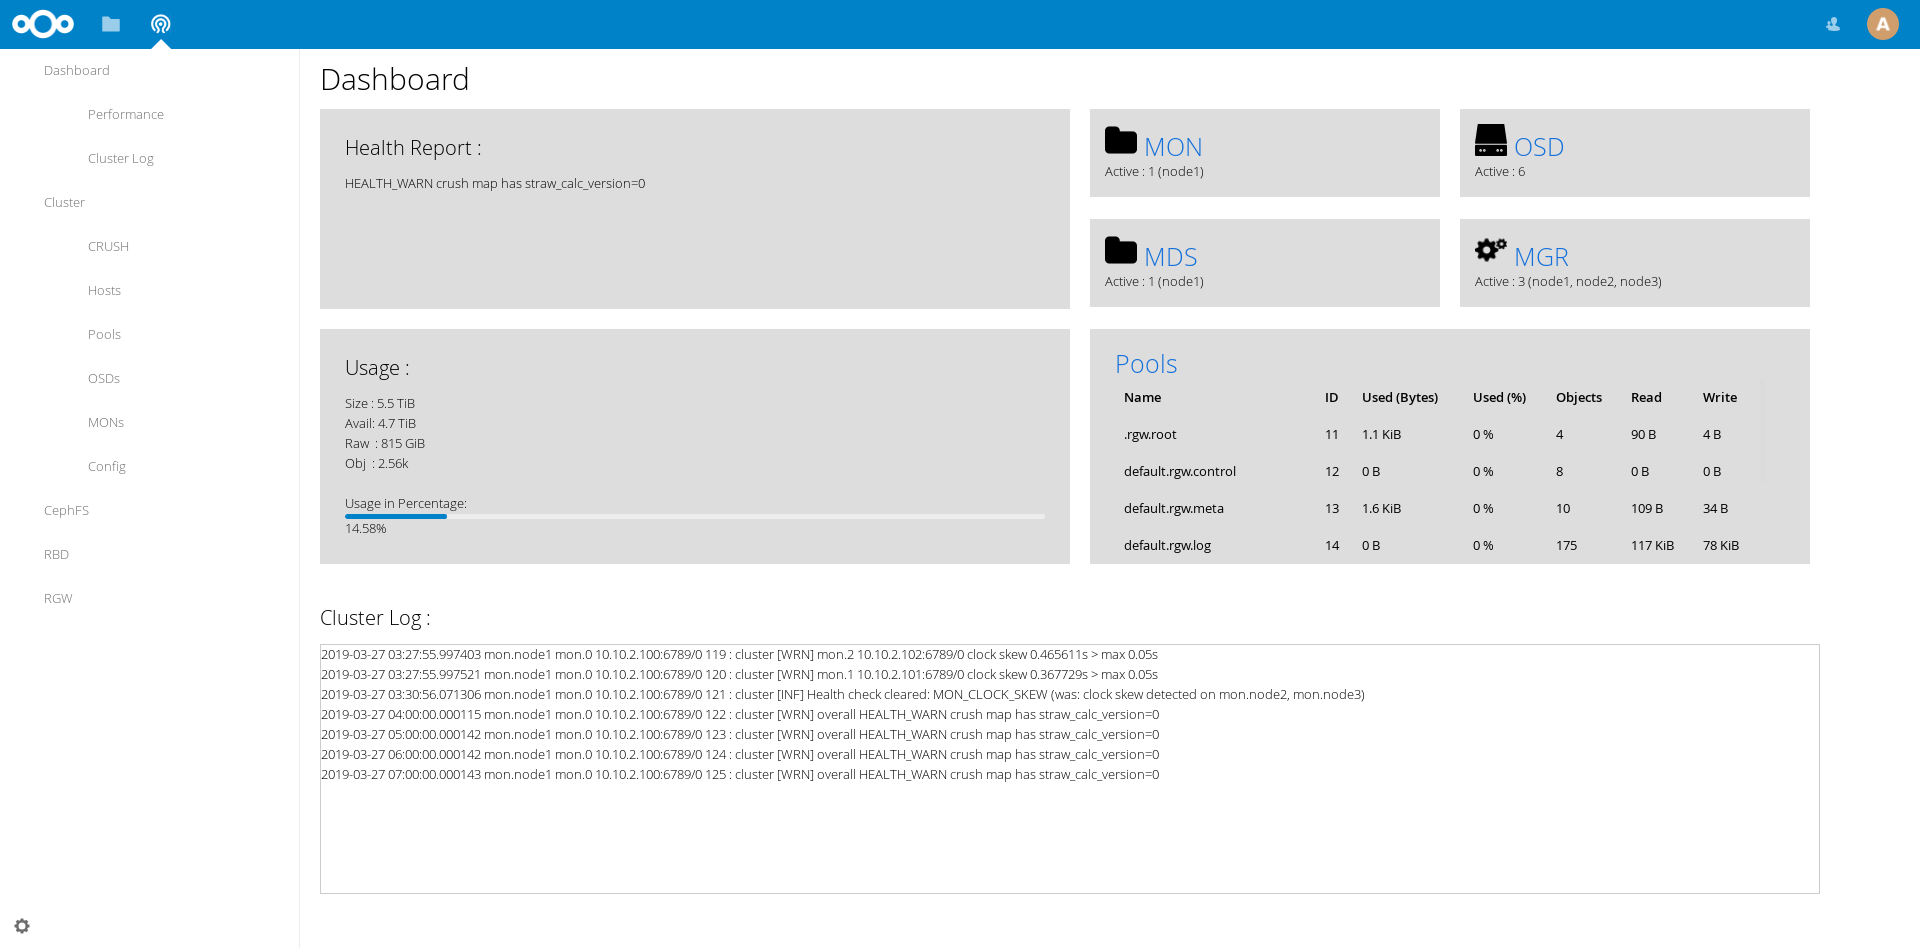 A
Dashboard
Performance
Cluster Log
Cluster
CRUSH
Hosts
Pools
OSDs
MONs
Config
CephFS
RBD
RGW
Dashboard
Health Report :
HEALTH_WARN crush map has straw_calc_version=0
MON
Active : 1 (node1)
OSD
Active : 6
MDS
Active : 1 (node1)
MGR
Active : 3 (node1, node2, node3)
Usage :
Size : 5.5 TiB
Avail: 4.7 TiB
Raw : 815 GiB
Obj : 2.56k
Usage in Percentage:
14.58%
Pools
Name ID Used (Bytes) Used (%) Objects Read Write
.rgw.root 11 1.1 KiB 0 % 4 90 B 4 B
default.rgw.control 12 0 B 0 % 8 0 B 0 B
default.rgw.meta 13 1.6 KiB 0 % 10 109 B 34 B
default.rgw.log 14 0 B 0 % 175 117 KiB 78 KiB
Cluster Log :
2019-03-27 03:27:55.997403 mon.node1 mon.0 10.10.2.100:6789/0 119 : cluster [WRN] mon.2 10.10.2.102:6789/0 clock skew 0.465611s > max 0.05s
2019-03-27 03:27:55.997521 mon.node1 mon.0 10.10.2.100:6789/0 120 : cluster [WRN] mon.1 10.10.2.101:6789/0 clock skew 0.367729s > max 0.05s
2019-03-27 03:30:56.071306 mon.node1 mon.0 10.10.2.100:6789/0 121 : cluster [INF] Health check cleared: MON_CLOCK_SKEW (was: clock skew detected on mon.node2, mon.node3)
2019-03-27 04:00:00.000115 mon.node1 mon.0 10.10.2.100:6789/0 122 : cluster [WRN] overall HEALTH_WARN crush map has straw_calc_version=0
2019-03-27 05:00:00.000142 mon.node1 mon.0 10.10.2.100:6789/0 123 : cluster [WRN] overall HEALTH_WARN crush map has straw_calc_version=0
2019-03-27 06:00:00.000142 mon.node1 mon.0 10.10.2.100:6789/0 124 : cluster [WRN] overall HEALTH_WARN crush map has straw_calc_version=0
2019-03-27 07:00:00.000143 mon.node1 mon.0 10.10.2.100:6789/0 125 : cluster [WRN] overall HEALTH_WARN crush map has straw_calc_version=0